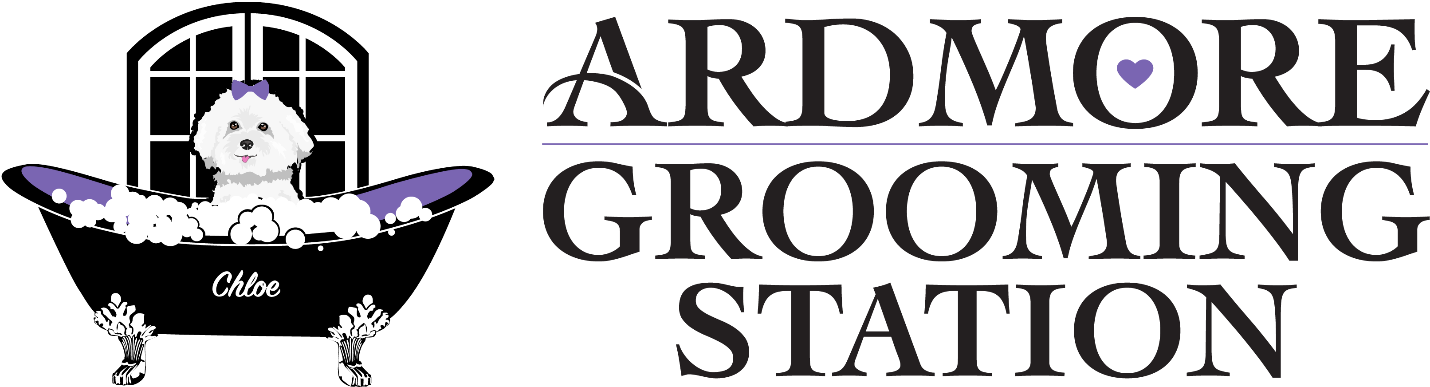 Chloe
ARDMORE
GROOMING
STATION